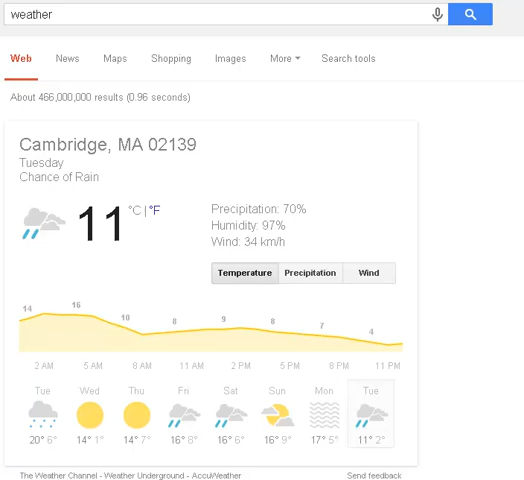 weather
Web News Maps Shopping Images More Search tools
About 466,000,000 results (0.96 seconds)
Cambridge, MA 02139
Tuesday
Chance of Rain
11 °C | °F
Precipitation: 70%
Humidity: 97%
Wind: 34 km/h
Temperature Precipitation Wind
14 16 10 8 9 8 7 4
2 AM 5 AM 8 AM 11 AM 2 PM 5 PM 8 PM 11 PM
Tue Wed Thu Fri Sat Sun Mon Tue
20° 6° 14° 1° 14° 7° 16° 8° 16° 6° 16° 9° 17° 5° 11° 2°
The Weather Channel - Weather Underground - AccuWeather Send feedback